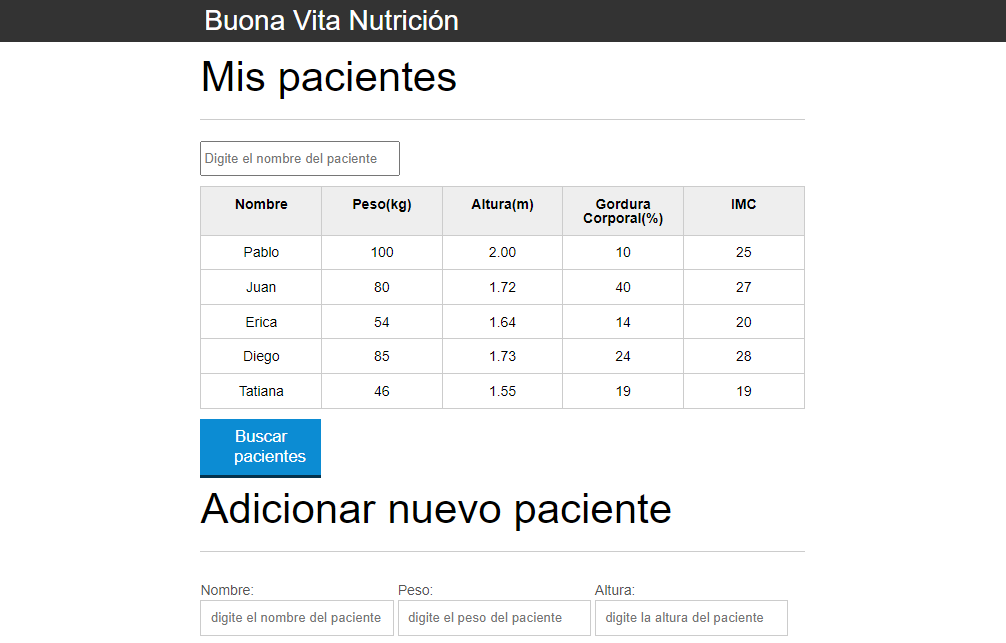 Buona Vita Nutrición
Mis pacientes
Digite el nombre del paciente
Nombre Peso(kg) Altura(m) Gordura Corporal(%) IMC
Pablo 100 2.00 10 25
Juan 80 1.72 40 27
Erica 54 1.64 14 20
Diego 85 1.73 24 28
Tatiana 46 1.55 19 19
Buscar
pacientes
Adicionar nuevo paciente
Nombre: Peso: Altura:
digite el nombre del paciente digite el peso del paciente digite la altura del paciente